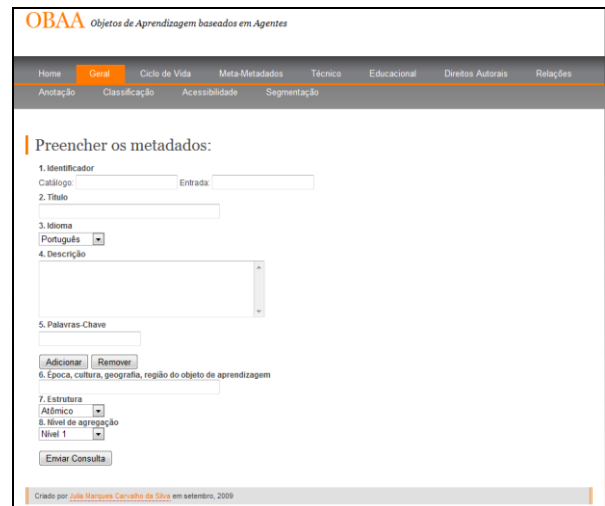 OBAA Objetos de Aprendizagem baseados em Agentes
Home Geral Ciclo de Vida Meta-Metadados Técnico Educacional Direitos Autorais Relações
Anotação Classificação Acessibilidade Segmentação
Preencher os metadados:
1. Identificador
Catálogo: Entrada:
2. Título
3. Idioma
Português
4. Descrição
5. Palavras-Chave
Adicionar Remover
6. Época, cultura, geografia, região do objeto de aprendizagem
7. Estrutura
Atômico
8. Nível de agregação
Nível 1
Enviar Consulta
Criado por Julia Marques Carvalho da Silva em setembro, 2009